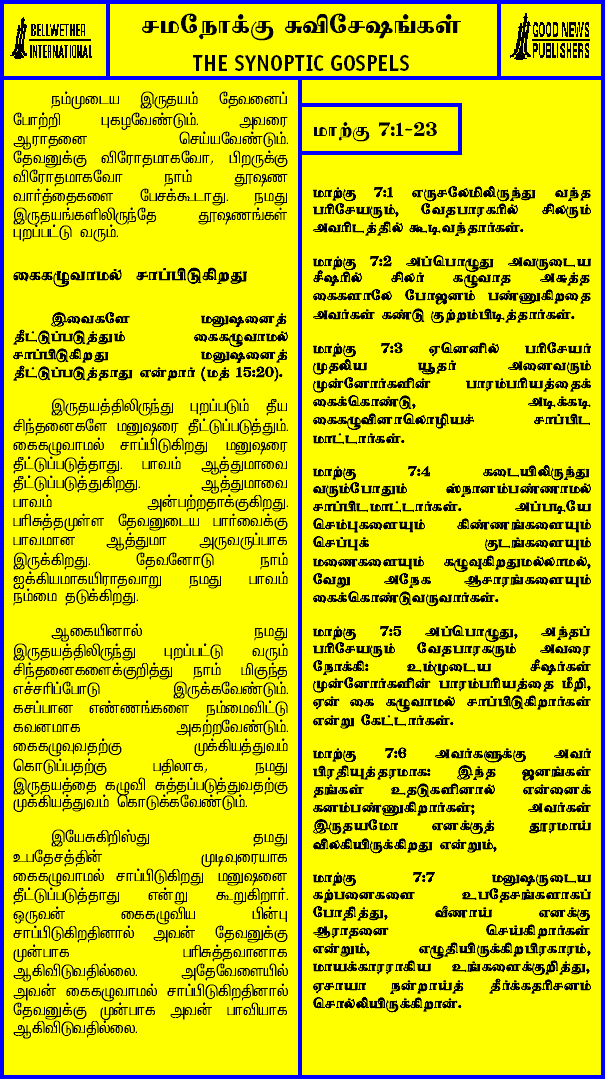 BELLWETHER
INTERNATIONAL
சமநோக்கு சுவிசேஷங்கள்
THE SYNOPTIC GOSPELS
GOOD NEWS
PUBLISHERS
நம்முடைய இருதயம் தேவனைப்
போற்றி புகழவேண்டும். அவரை
ஆராதனை செய்யவேண்டும்.
தேவனுக்கு விரோதமாகவோ, பிறருக்கு
விரோதமாகவோ நாம் தூஷண
வார்த்தைகளை பேசக்கூடாது. நமது
இருதயங்களிலிருந்தே தூஷணங்கள்
புறப்பட்டு வரும்.
கைகழுவாமல் சாப்பிடுகிறது
இவைகளே மனுஷனைத்
தீட்டுப்படுத்தும் கைகழுவாமல்
சாப்பிடுகிறது மனுஷனைத்
தீட்டுப்படுத்தாது என்றார் (மத் 15:20).
இருதயத்திலிருந்து புறப்படும் தீய
சிந்தனைகளே மனுஷரை தீட்டுப்படுத்தும்.
கைகழுவாமல் சாப்பிடுகிறது மனுஷரை
தீட்டுப்படுத்தாது. பாவம் ஆத்துமாவை
தீட்டுப்படுத்துகிறது. ஆத்துமாவை
பாவம் அன்பற்றதாக்குகிறது.
பரிசுத்தமுள்ள தேவனுடைய பார்வைக்கு
பாவமான ஆத்துமா அருவருப்பாக
இருக்கிறது. தேவனோடு நாம்
ஐக்கியமாகயிராதவாறு நமது பாவம்
நம்மை தடுக்கிறது.
ஆகையினால் நமது
இருதயத்திலிருந்து புறப்பட்டு வரும்
சிந்தனைகளைக்குறித்து நாம் மிகுந்த
எச்சரிப்போடு இருக்கவேண்டும்.
கசப்பான எண்ணங்களை நம்மைவிட்டு
கவனமாக அகற்றவேண்டும்.
கைகழுவுவதற்கு முக்கியத்துவம்
கொடுப்பதற்கு பதிலாக, நமது
இருதயத்தை கழுவி சுத்தப்படுத்துவதற்கு
முக்கியத்துவம் கொடுக்கவேண்டும்.
இயேசுகிறிஸ்து தமது
உபதேசத்தின் முடிவுரையாக
கைகழுவாமல் சாப்பிடுகிறது மனுஷனை
தீட்டுப்படுத்தாது என்று கூறுகிறார்.
ஒருவன் கைகழுவிய பின்பு
சாப்பிடுகிறதினால் அவன் தேவனுக்கு
முன்பாக பரிசுத்தவானாக
ஆகிவிடுவதில்லை. அதேவேளையில்
அவன் கைகழுவாமல் சாப்பிடுகிறதினால்
தேவனுக்கு முன்பாக அவன் பாவியாக
ஆகிவிடுவதில்லை.
மாற்கு 7:1-23
மாற்கு 7:1 எருசலேமிலிருந்து வந்த
பரிசேயரும், வேதபாரகரில் சிலரும்
அவரிடத்தில் கூடிவந்தார்கள்.
மாற்கு 7:2 அப்பொழுது அவருடைய
சீஷரில் சிலர் கழுவாத அசுத்த
கைகளாலே போஜனம் பண்ணுகிறதை
அவர்கள் கண்டு குற்றம்பிடித்தார்கள்.
மாற்கு 7:3 ஏனெனில் பரிசேயர்
முதலிய யூதர் அனைவரும்
முன்னோர்களின் பாரம்பரியத்தைக்
கைக்கொண்டு, அடிக்கடி
கைகழுவினாலொழியச் சாப்பிட
மாட்டார்கள்.
மாற்கு 7:4 கடையிலிருந்து
வரும்போதும் ஸ்நானம்பண்ணாமல்
சாப்பிடமாட்டார்கள். அப்படியே
செம்புகளையும் கிண்ணங்களையும்
செப்புக் குடங்களையும்
மணைகளையும் கழுவுகிறதுமல்லாமல்,
வேறு அநேக ஆசாரங்களையும்
கைக்கொண்டுவருவார்கள்.
மாற்கு 7:5 அப்பொழுது, அந்தப்
பரிசேயரும் வேதபாரகரும் அவரை
நோக்கி: உம்முடைய சீஷர்கள்
முன்னோர்களின் பாரம்பரியத்தை மீறி,
ஏன் கை கழுவாமல் சாப்பிடுகிறார்கள்
என்று கேட்டார்கள்.
மாற்கு 7:6 அவர்களுக்கு அவர்
பிரதியுத்தரமாக: இந்த ஜனங்கள்
தங்கள் உதடுகளினால் என்னைக்
கனம்பண்ணுகிறார்கள்; அவர்கள்
இருதயமோ எனக்குத் தூரமாய்
விலகியிருக்கிறது என்றும்,
மாற்கு 7:7 மனுஷருடைய
கற்பனைகளை உபதேசங்களாகப்
போதித்து, வீணாய் எனக்கு
ஆராதனை செய்கிறார்கள்
என்றும், எழுதியிருக்கிறபிரகாரம்,
மாயக்காரராகிய உங்களைக்குறித்து,
ஏசாயா நன்றாய்த் தீர்க்கதரிசனம்
சொல்லியிருக்கிறான்.